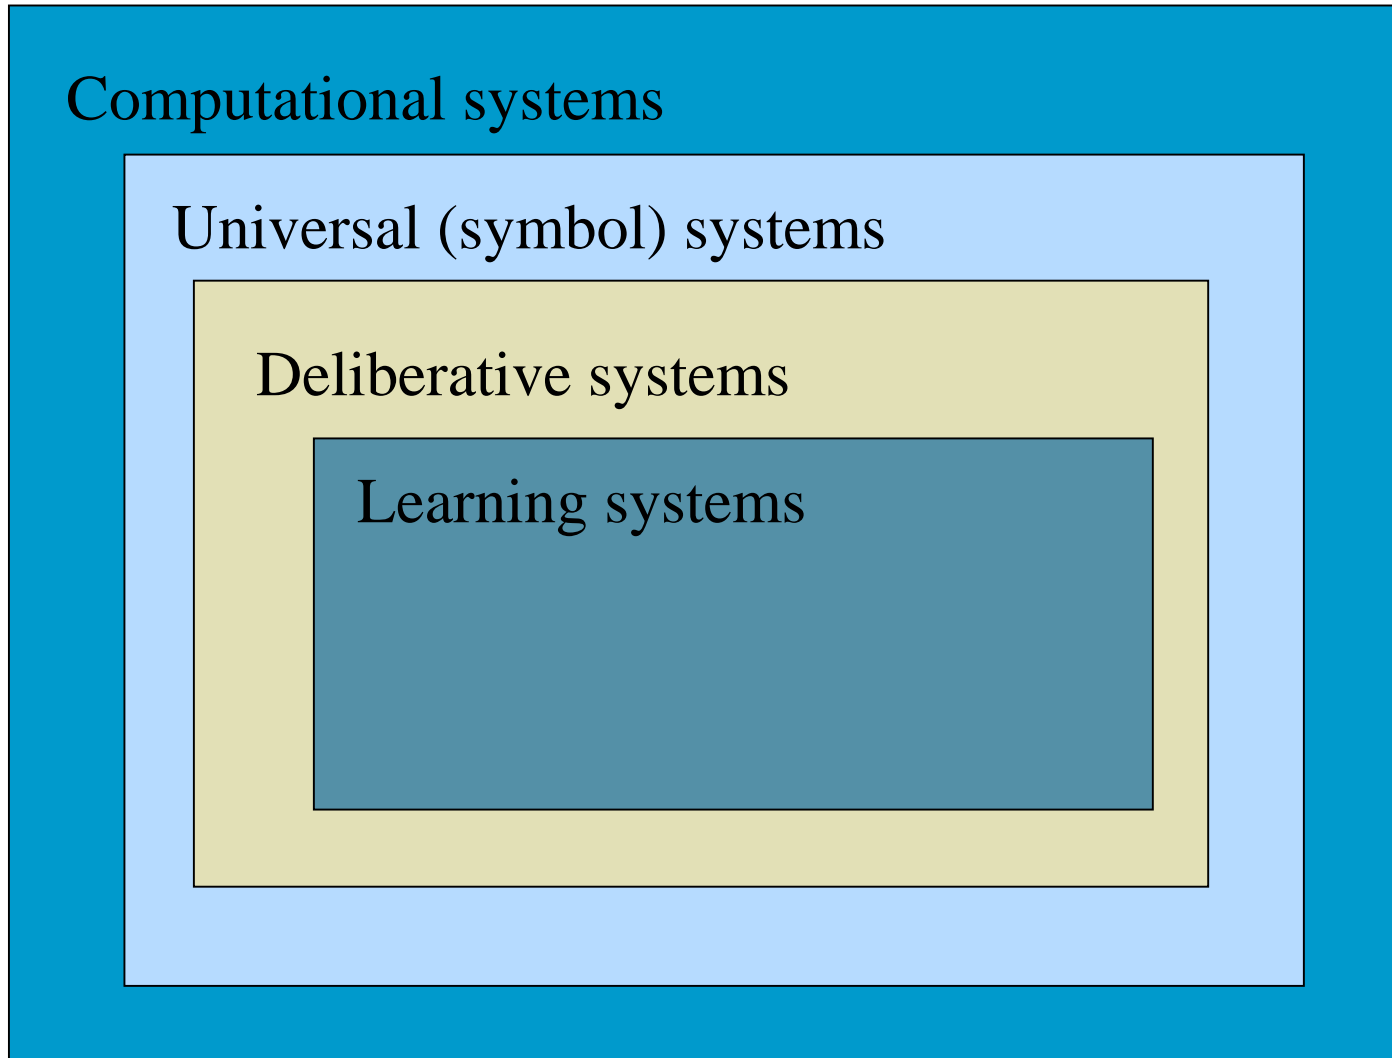 Computational systems
Universal (symbol) systems
Deliberative systems
Learning systems